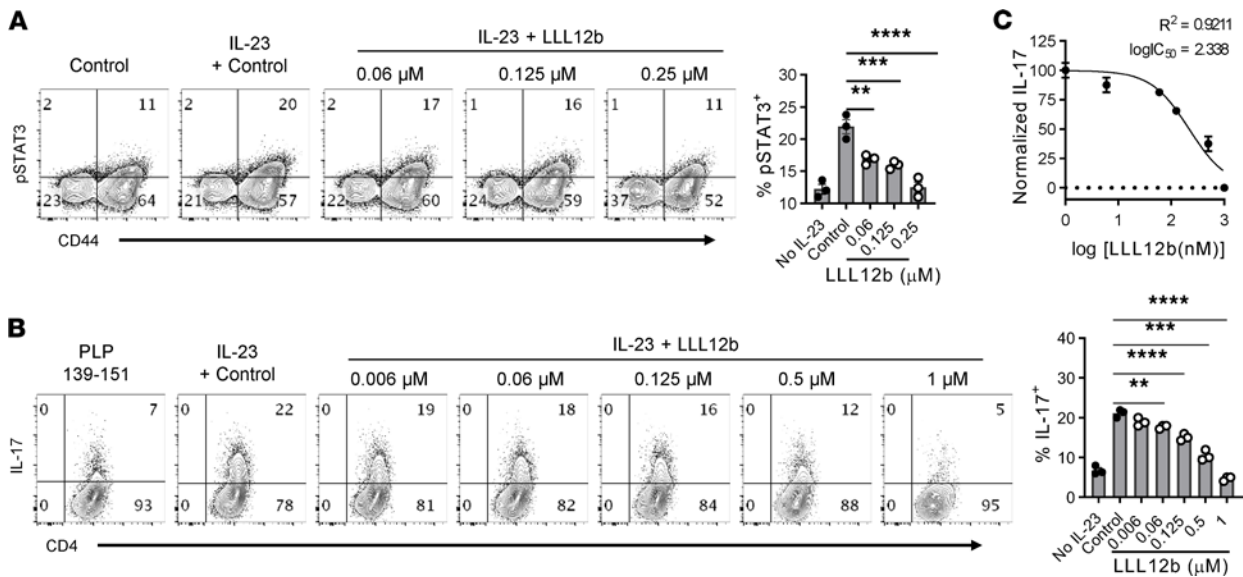 A
Control
IL-23
+ Control
IL-23 + LLL12b
0.06 µM
0.125 µM
0.25 µM
2
11
2
20
2
17
1
16
1
11
23
64
21
57
22
60
24
59
37
52
pSTAT3
CD44
% pSTAT3+
30
25
20
15
10
****
***
**
No IL-23
Control
0.06
0.125
0.25
LLL12b (µM)
C
R² = 0.9211
logIC₅₀ = 2.338
Normalized IL-17
125
100
75
50
25
0
0
1
2
3
log [LLL12b(nM)]
B
PLP
139-151
IL-23
+ Control
IL-23 + LLL12b
0.006 µM
0.06 µM
0.125 µM
0.5 µM
1 µM
0
7
0
22
0
19
0
18
0
16
0
12
0
5
0
93
0
78
0
81
0
82
0
84
0
88
0
95
IL-17
CD4
% IL-17+
40
30
20
10
0
****
***
****
**
No IL-23
Control
0.006
0.06
0.125
0.5
1
LLL12b (µM)